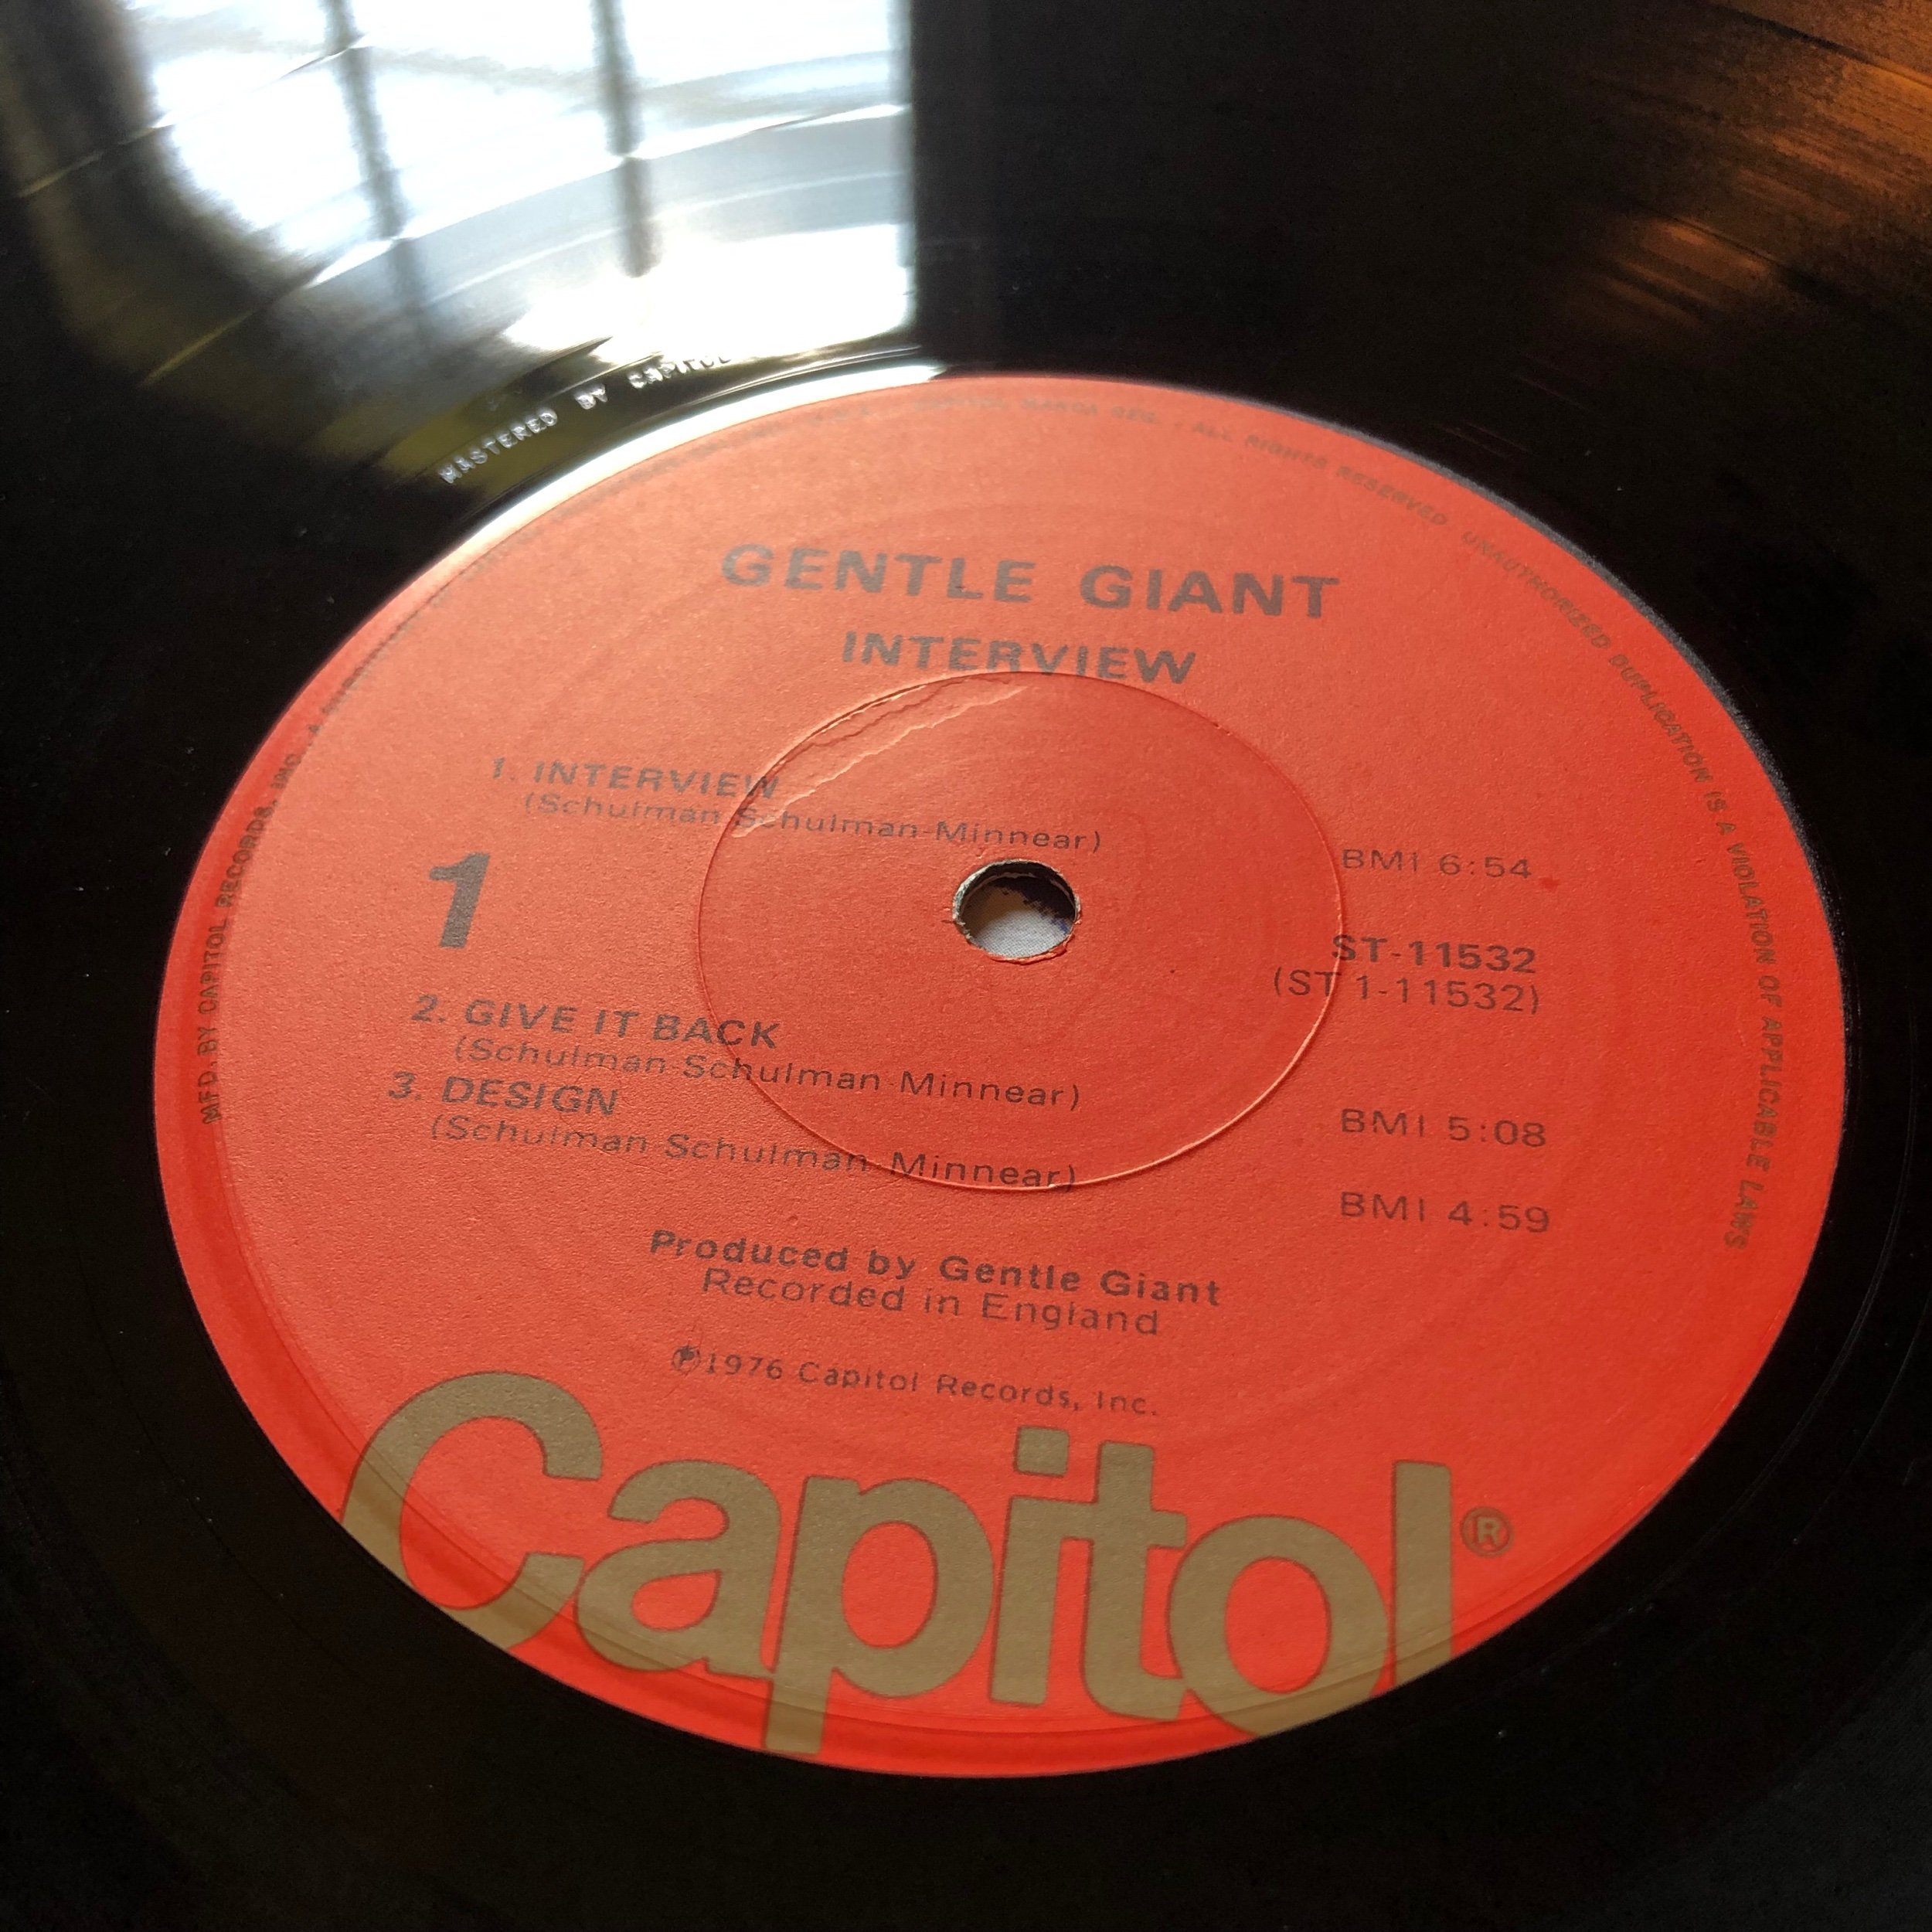 MASTERED BY CAPITOL
ALL RIGHTS RESERVED UNAUTHORIZED DUPLICATION IS A VIOLATION OF APPLICABLE LAWS
MFD. BY CAPITOL RECORDS, INC. A
GENTLE GIANT
INTERVIEW
1. INTERVIEW
(Schulman-Schulman-Minnear)
BMI 6:54
1
ST-11532
(ST 1-11532)
2. GIVE IT BACK
(Schulman-Schulman-Minnear)
BMI 5:08
3. DESIGN
(Schulman Schulman-Minnear)
BMI 4:59
Produced by Gentle Giant
Recorded in England
℗1976 Capitol Records, Inc.
Capitol®